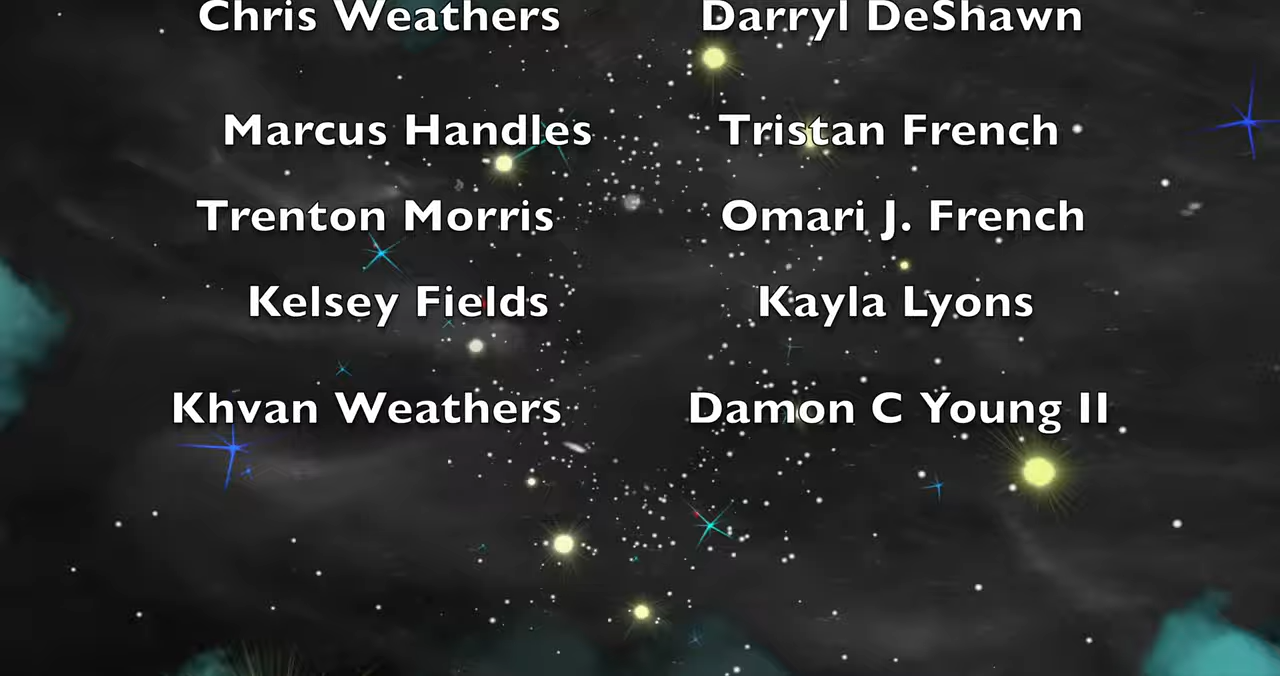 Chris Weathers Darryl DeShawn
Marcus Handles Tristan French
Trenton Morris Omari J. French
Kelsey Fields Kayla Lyons
Khvan Weathers Damon C Young II